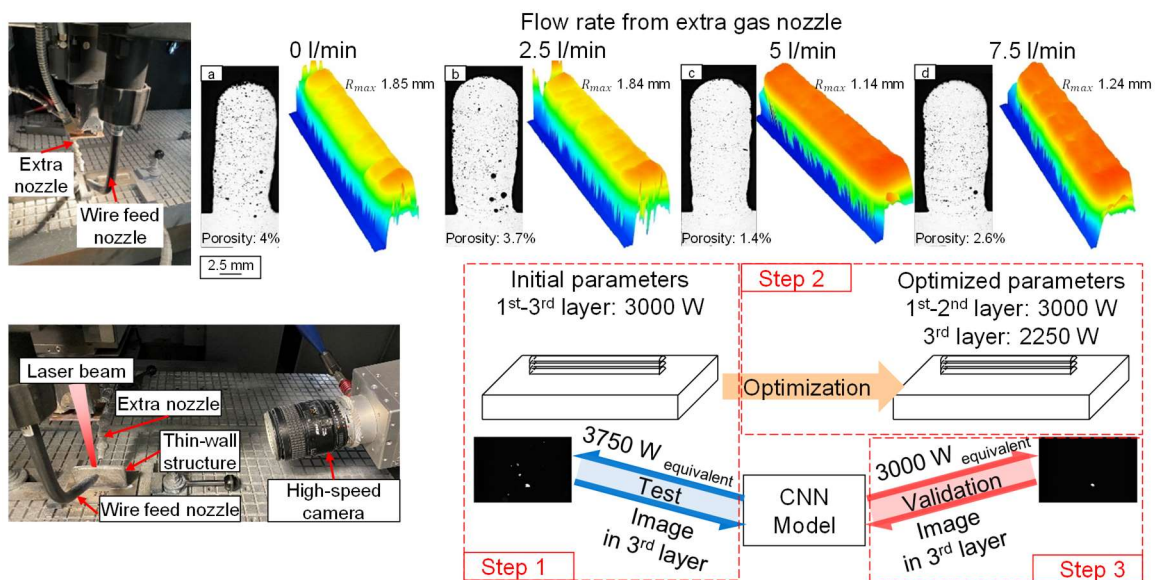 Flow rate from extra gas nozzle
0 l/min
2.5 l/min
5 l/min
7.5 l/min
a
R_max 1.85 mm
b
R_max 1.84 mm
c
R_max 1.14 mm
d
R_max 1.24 mm
Extra
nozzle
Wire feed
nozzle
Porosity: 4%
Porosity: 3.7%
Porosity: 1.4%
Porosity: 2.6%
2.5 mm
Laser beam
Extra nozzle
Thin-wall
structure
High-speed
camera
Wire feed nozzle
Initial parameters
1st-3rd layer: 3000 W
Step 2
Optimized parameters
1st-2nd layer: 3000 W
3rd layer: 2250 W
Optimization
3750 W equivalent
Test
Image
in 3rd layer
Step 1
CNN
Model
3000 W equivalent
Validation
Image
in 3rd layer
Step 3